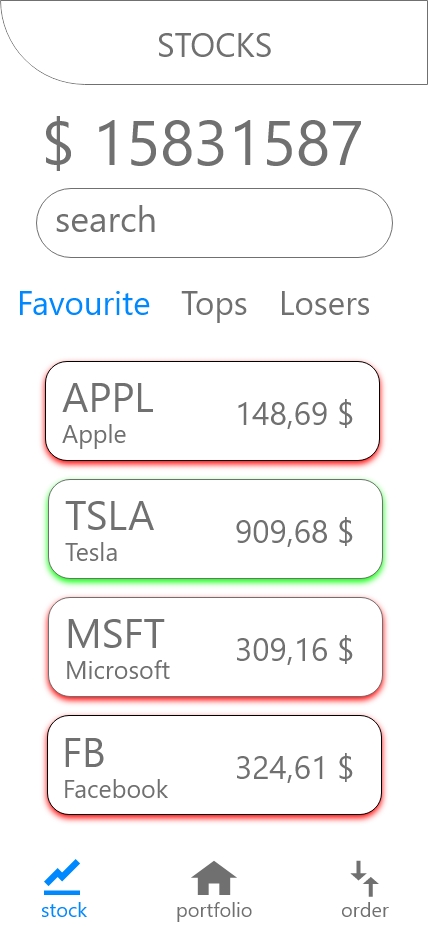 STOCKS
$ 15831587
search
Favourite Tops Losers
APPL
Apple
148,69 $
TSLA
Tesla
909,68 $
MSFT
Microsoft
309,16 $
FB
Facebook
324,61 $
stock portfolio order